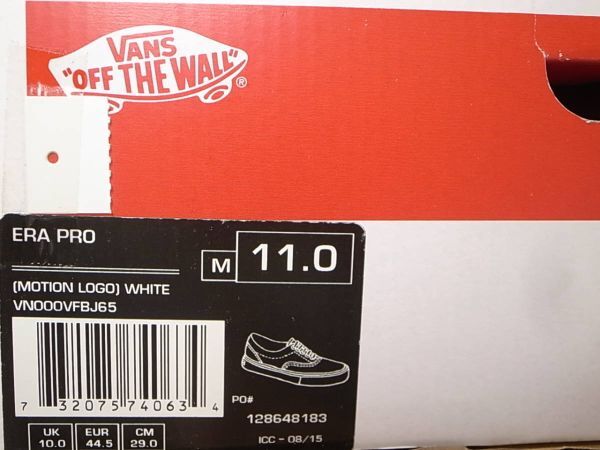 VANS
"OFF THE WALL"
®
ERA PRO
M 11.0
(MOTION LOGO) WHITE
VN000VFBJ65
7 32075 74063 4
PO#
128648183
ICC - 08/15
UK EUR CM
10.0 44.5 29.0